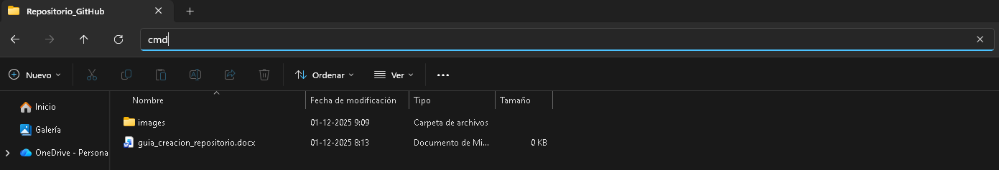 Repositorio_GitHub
cmd
Nuevo
Ordenar
Ver
Nombre Fecha de modificación Tipo Tamaño
Inicio
images 01-12-2025 9:09 Carpeta de archivos
Galería
guia_creacion_repositorio.docx 01-12-2025 8:13 Documento de Mi... 0 KB
OneDrive - Persona